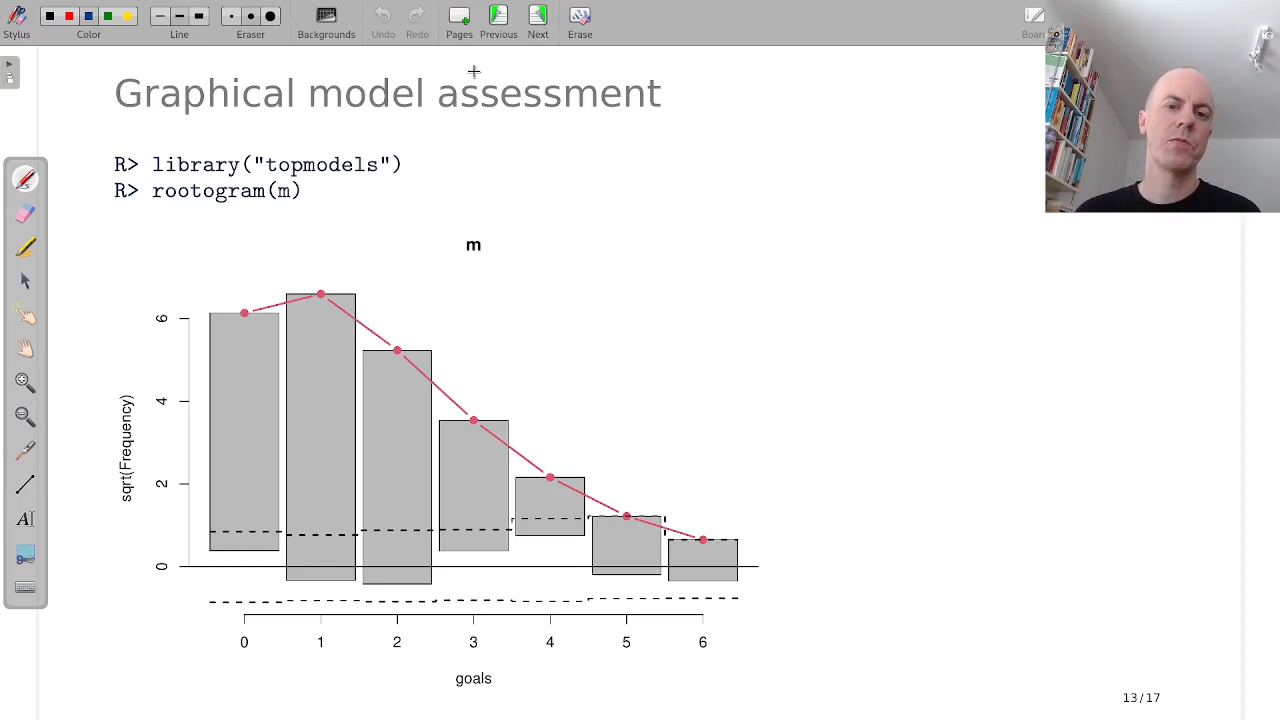 Stylus Color Line Eraser Backgrounds Undo Redo Pages Previous Next Erase Board
Graphical model assessment
R> library("topmodels")
R> rootogram(m)
m
sqrt(Frequency)
6
4
2
0
0 1 2 3 4 5 6
goals
13/17